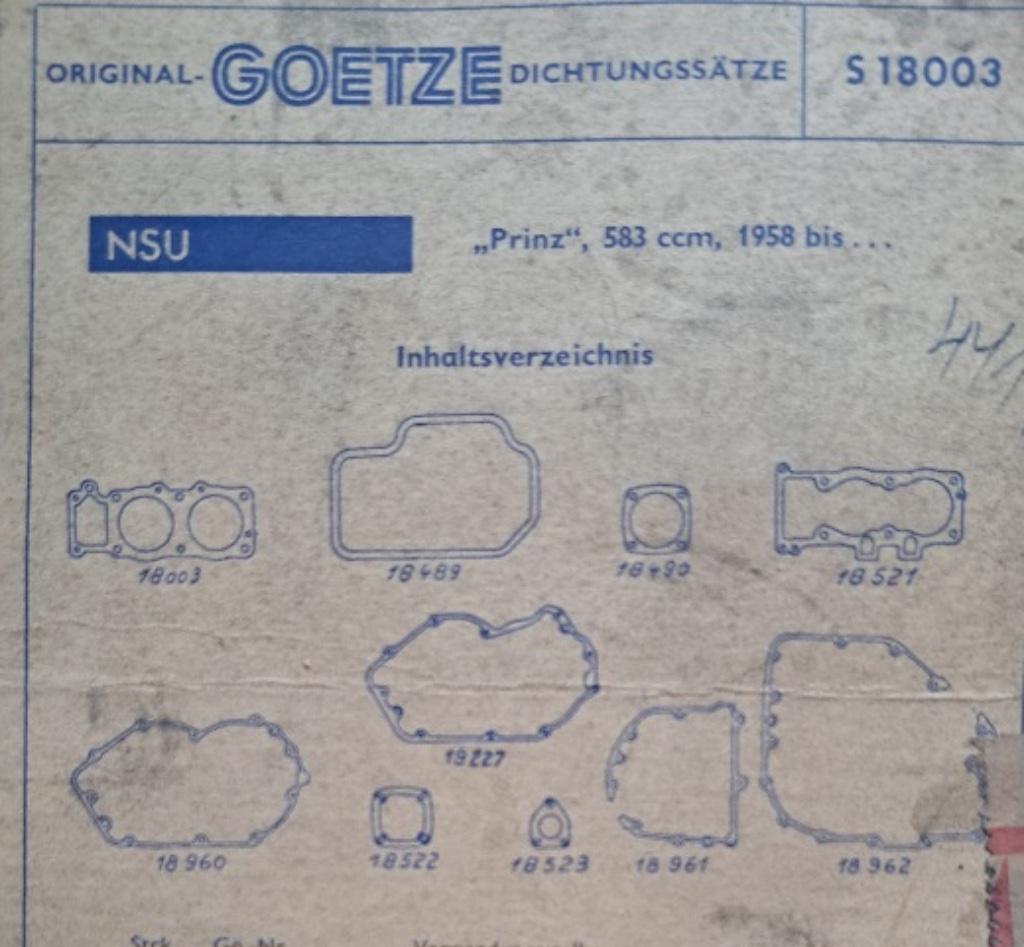 ORIGINAL- GOETZE DICHTUNGSSÄTZE S 18003
NSU „Prinz“, 583 ccm, 1958 bis ...
Inhaltsverzeichnis
44
18003 18489 18490 18521
19227
18960 18522 18523 18961 18962